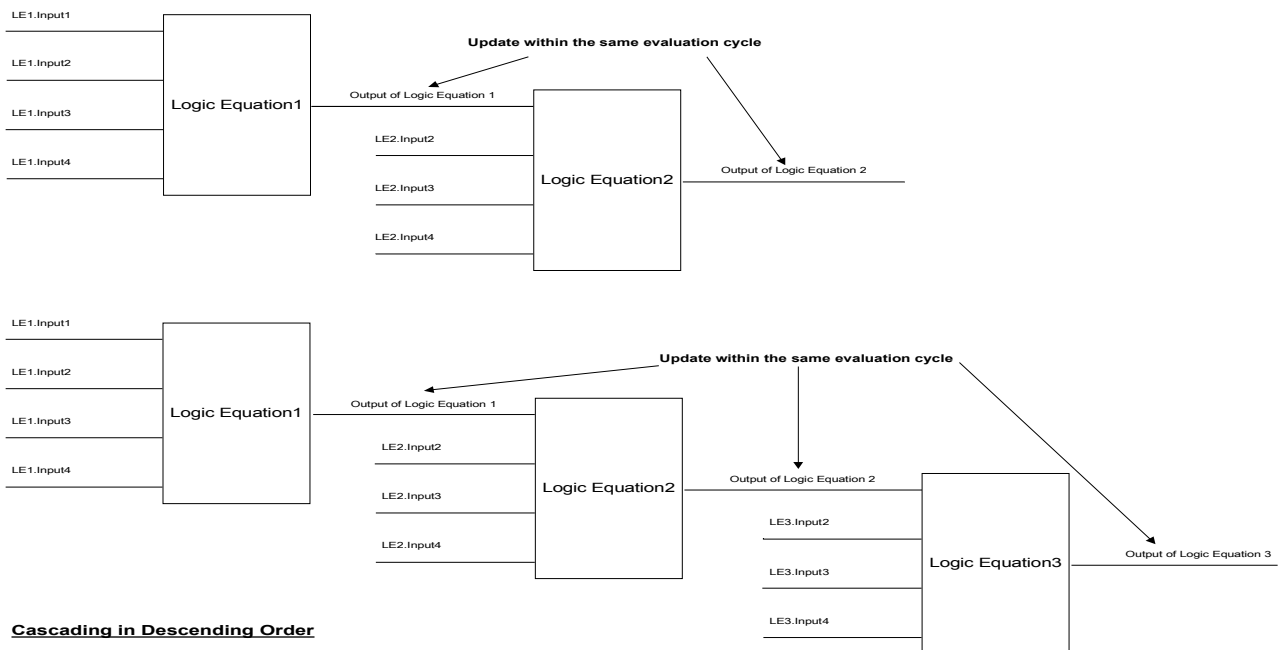 LE1.Input1
Update within the same evaluation cycle
LE1.Input2
Output of Logic Equation 1
Logic Equation1
LE1.Input3
LE2.Input2
LE1.Input4
Output of Logic Equation 2
Logic Equation2
LE2.Input3
LE2.Input4
LE1.Input1
Update within the same evaluation cycle
LE1.Input2
Output of Logic Equation 1
Logic Equation1
LE1.Input3
LE2.Input2
LE1.Input4
Output of Logic Equation 2
Logic Equation2
LE2.Input3
LE3.Input2
LE2.Input4
Output of Logic Equation 3
Logic Equation3
LE3.Input3
LE3.Input4
Cascading in Descending Order